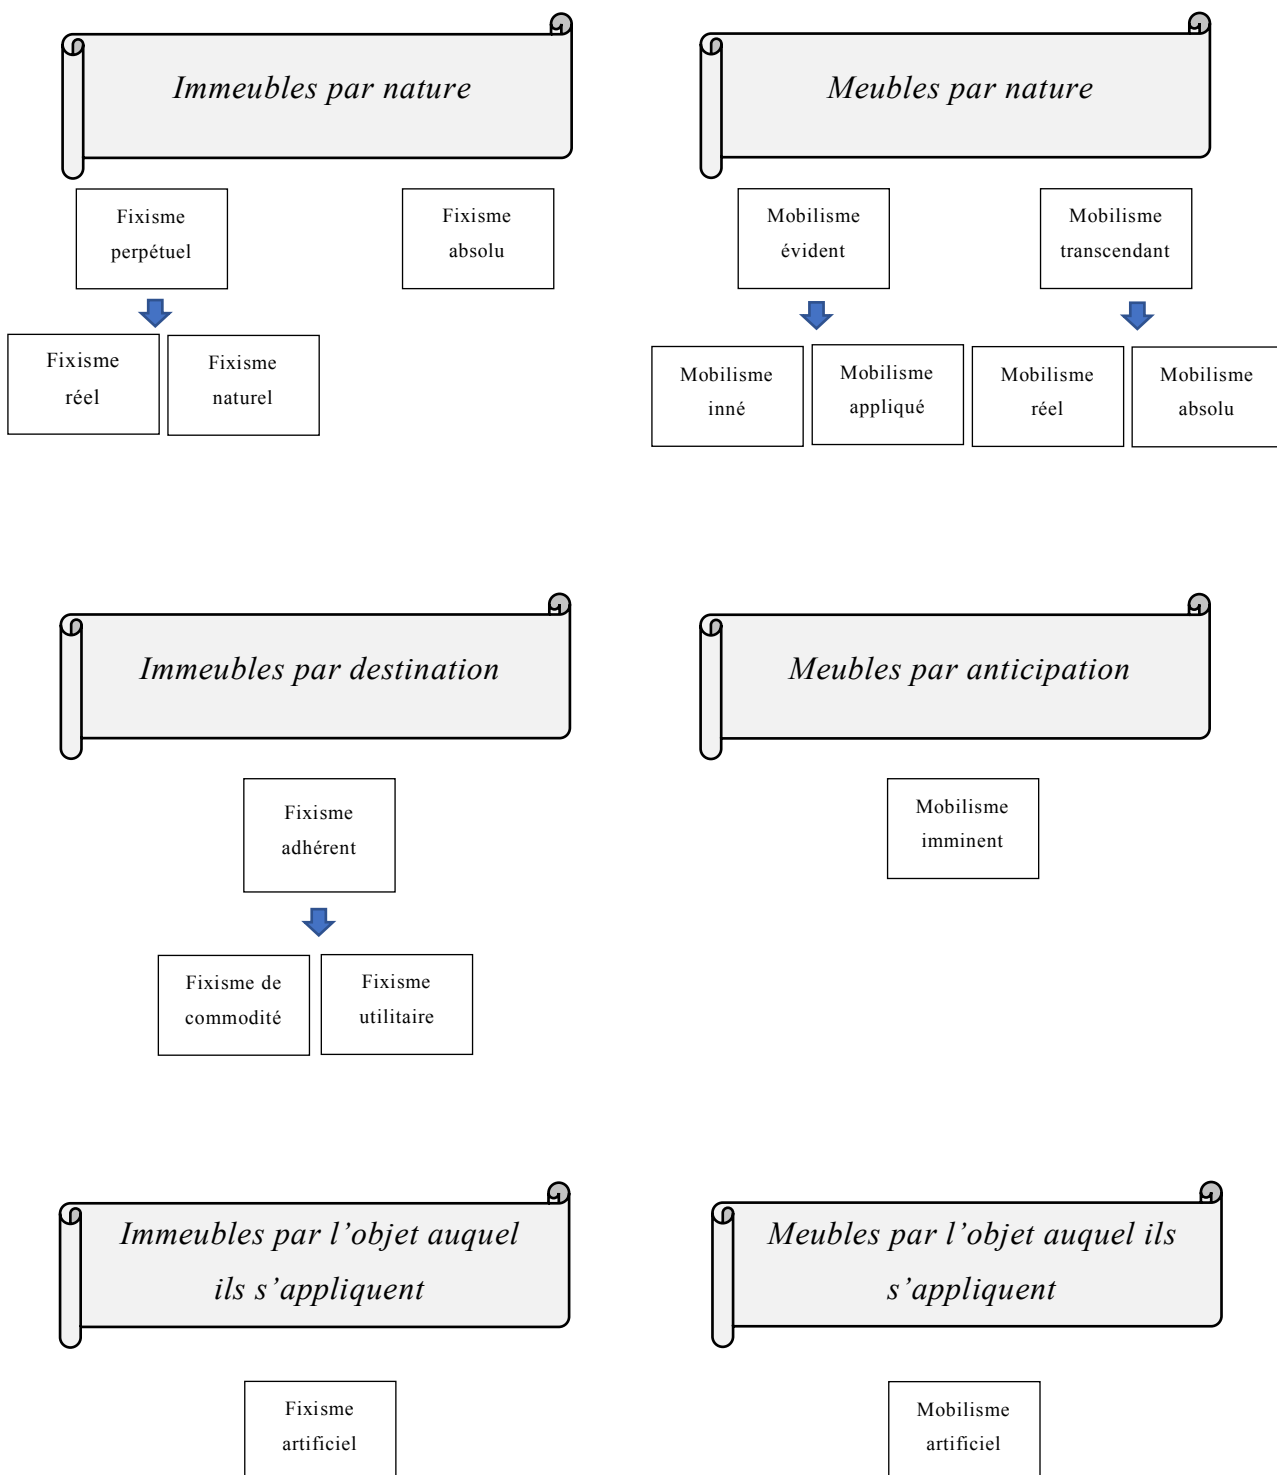 Immeubles par nature
Meubles par nature
Fixisme
perpétuel
Fixisme
absolu
Mobilisme
évident
Mobilisme
transcendant
Fixisme
réel
Fixisme
naturel
Mobilisme
inné
Mobilisme
appliqué
Mobilisme
réel
Mobilisme
absolu
Immeubles par destination
Meubles par anticipation
Fixisme
adhérent
Mobilisme
imminent
Fixisme de
commodité
Fixisme
utilitaire
Immeubles par l’objet auquel
ils s’appliquent
Meubles par l’objet auquel ils
s’appliquent
Fixisme
artificiel
Mobilisme
artificiel